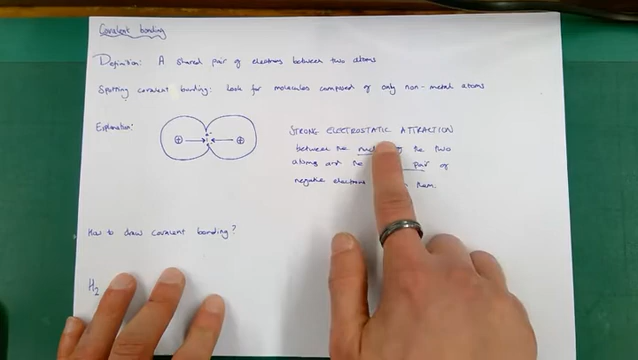 Covalent bonding
Definition: A shared pair of electrons between two atoms
Spotting covalent bonding: Look for molecules composed of only non-metal atoms
Explanation:
+ +
STRONG ELECTROSTATIC ATTRACTION
between the of the two
atoms and the pair of
negative electrons them.
How to draw covalent bonding?
H₂